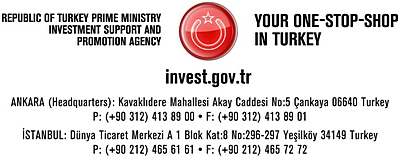 REPUBLIC OF TURKEY PRIME MINISTRY
INVESTMENT SUPPORT AND
PROMOTION AGENCY
YOUR ONE-STOP-SHOP
IN TURKEY
invest.gov.tr
ANKARA (Headquarters): Kavaklıdere Mahallesi Akay Caddesi No:5 Çankaya 06640 Turkey
P: (+90 312) 413 89 00 • F: (+90 312) 413 89 01
İSTANBUL: Dünya Ticaret Merkezi A 1 Blok Kat:8 No:296-297 Yeşilköy 34149 Turkey
P: (+90 212) 465 61 61 • F: (+90 212) 465 72 72